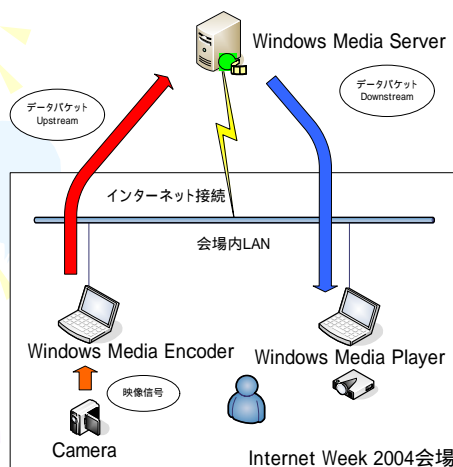 Windows Media Server
データパケット
Upstream
データパケット
Downstream
インターネット接続
会場内LAN
Windows Media Encoder
Windows Media Player
映像信号
Camera
Internet Week 2004会場